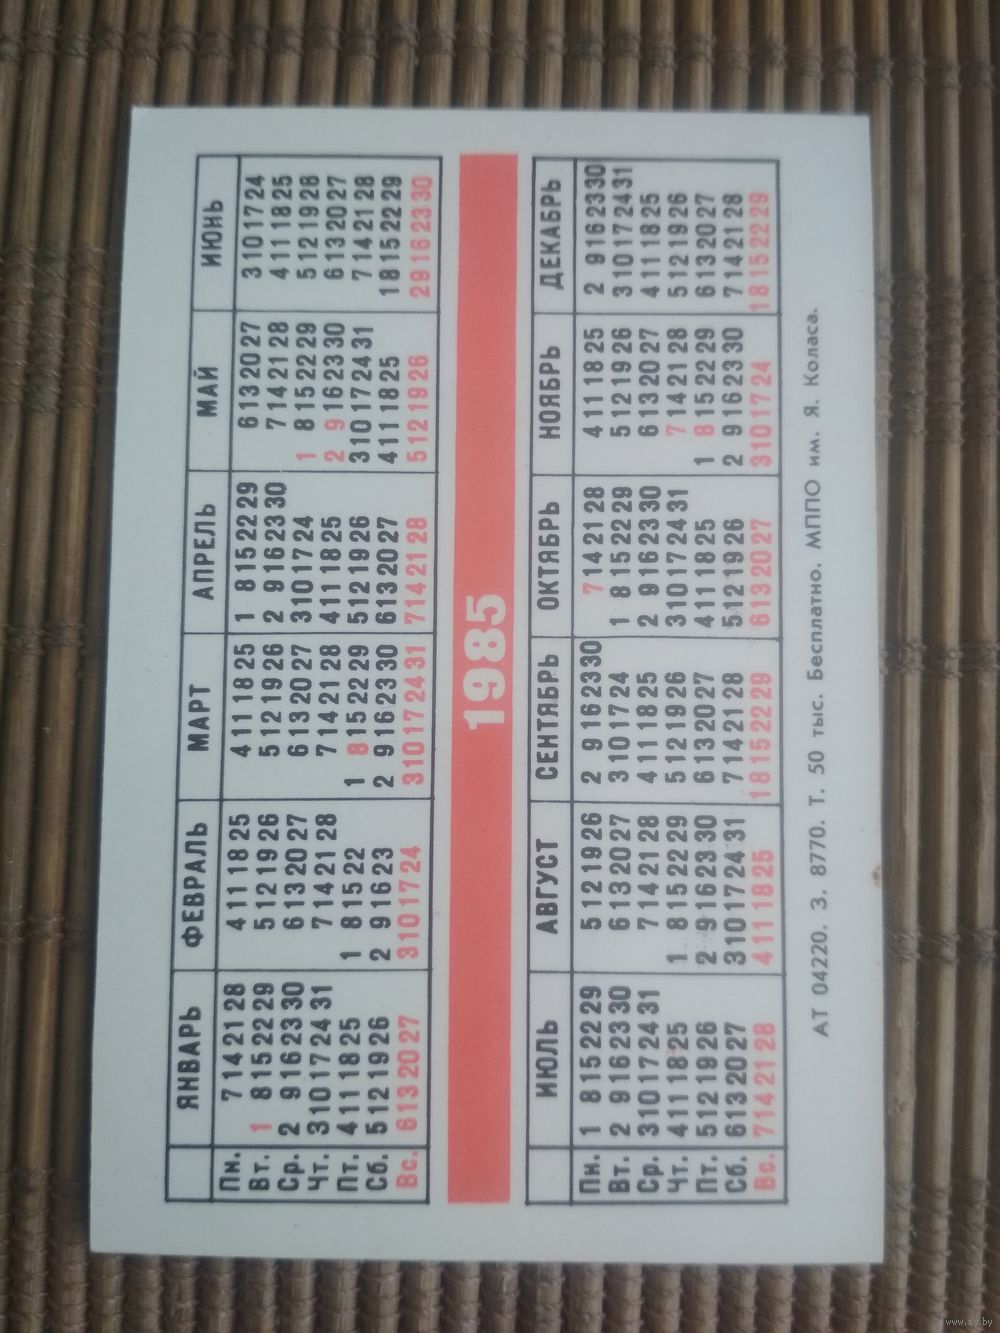 ЯНВАРЬ ФЕВРАЛЬ МАРТ АПРЕЛЬ МАЙ ИЮНЬ
Пн. 7 14 21 28 4 11 18 25 4 11 18 25 1 8 15 22 29 6 13 20 27 3 10 17 24
Вт. 1 8 15 22 29 5 12 19 26 5 12 19 26 2 9 16 23 30 7 14 21 28 4 11 18 25
Ср. 2 9 16 23 30 6 13 20 27 6 13 20 27 3 10 17 24 1 8 15 22 29 5 12 19 26
Чт. 3 10 17 24 31 7 14 21 28 7 14 21 28 4 11 18 25 2 9 16 23 30 6 13 20 27
Пт. 4 11 18 25 1 8 15 22 1 8 15 22 29 5 12 19 26 3 10 17 24 31 7 14 21 28
Сб. 5 12 19 26 2 9 16 23 2 9 16 23 30 6 13 20 27 4 11 18 25 1 8 15 22 29
Вс. 6 13 20 27 3 10 17 24 3 10 17 24 31 7 14 21 28 5 12 19 26 2 9 16 23 30
1985
ИЮЛЬ АВГУСТ СЕНТЯБРЬ ОКТЯБРЬ НОЯБРЬ ДЕКАБРЬ
Пн. 1 8 15 22 29 5 12 19 26 2 9 16 23 30 7 14 21 28 4 11 18 25 2 9 16 23 30
Вт. 2 9 16 23 30 6 13 20 27 3 10 17 24 1 8 15 22 29 5 12 19 26 3 10 17 24 31
Ср. 3 10 17 24 31 7 14 21 28 4 11 18 25 2 9 16 23 30 6 13 20 27 4 11 18 25
Чт. 4 11 18 25 1 8 15 22 29 5 12 19 26 3 10 17 24 31 7 14 21 28 5 12 19 26
Пт. 5 12 19 26 2 9 16 23 30 6 13 20 27 4 11 18 25 1 8 15 22 29 6 13 20 27
Сб. 6 13 20 27 3 10 17 24 31 7 14 21 28 5 12 19 26 2 9 16 23 30 7 14 21 28
Вс. 7 14 21 28 4 11 18 25 1 8 15 22 29 6 13 20 27 3 10 17 24 1 8 15 22 29
АТ 04220. З. 8770. Т. 50 тыс. Бесплатно. МППО им. Я. Коласа.
www.ay.by